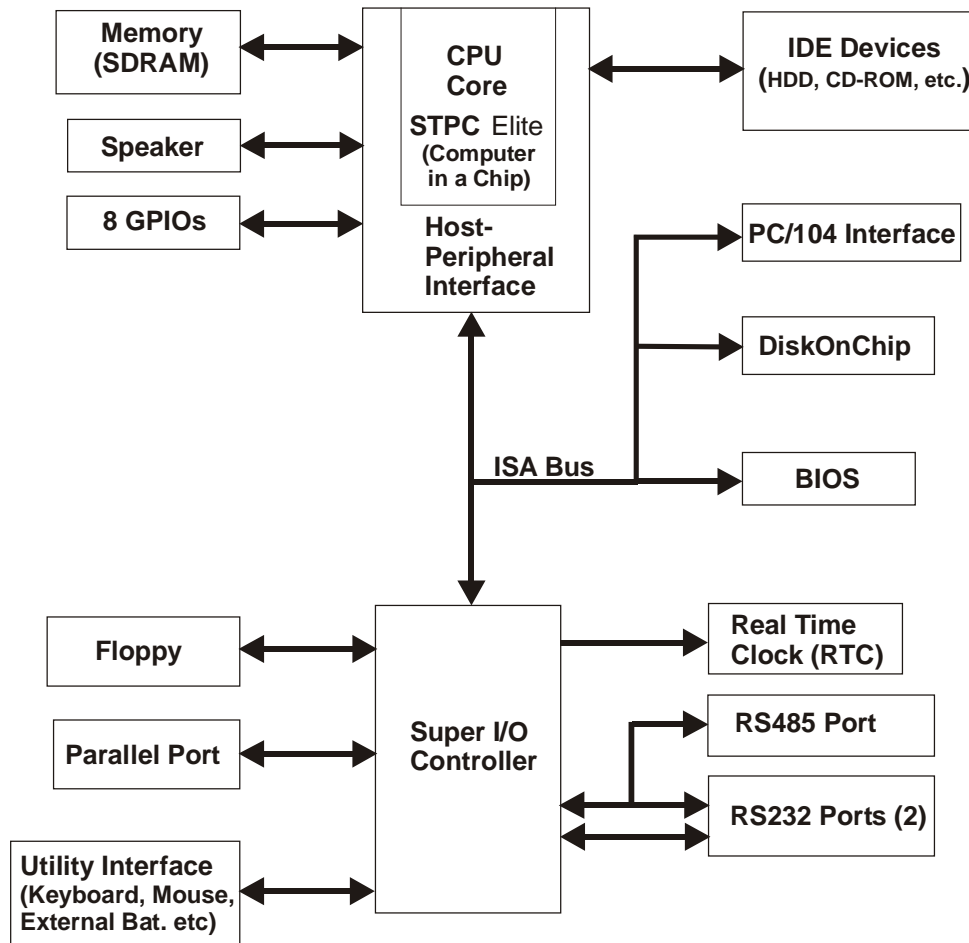 Memory
(SDRAM)
Speaker
8 GPIOs
CPU
Core
STPC Elite
(Computer
in a Chip)
Host-
Peripheral
Interface
IDE Devices
(HDD, CD-ROM, etc.)
PC/104 Interface
DiskOnChip
ISA Bus
BIOS
Floppy
Parallel Port
Utility Interface
(Keyboard, Mouse,
External Bat. etc)
Super I/O
Controller
Real Time
Clock (RTC)
RS485 Port
RS232 Ports (2)